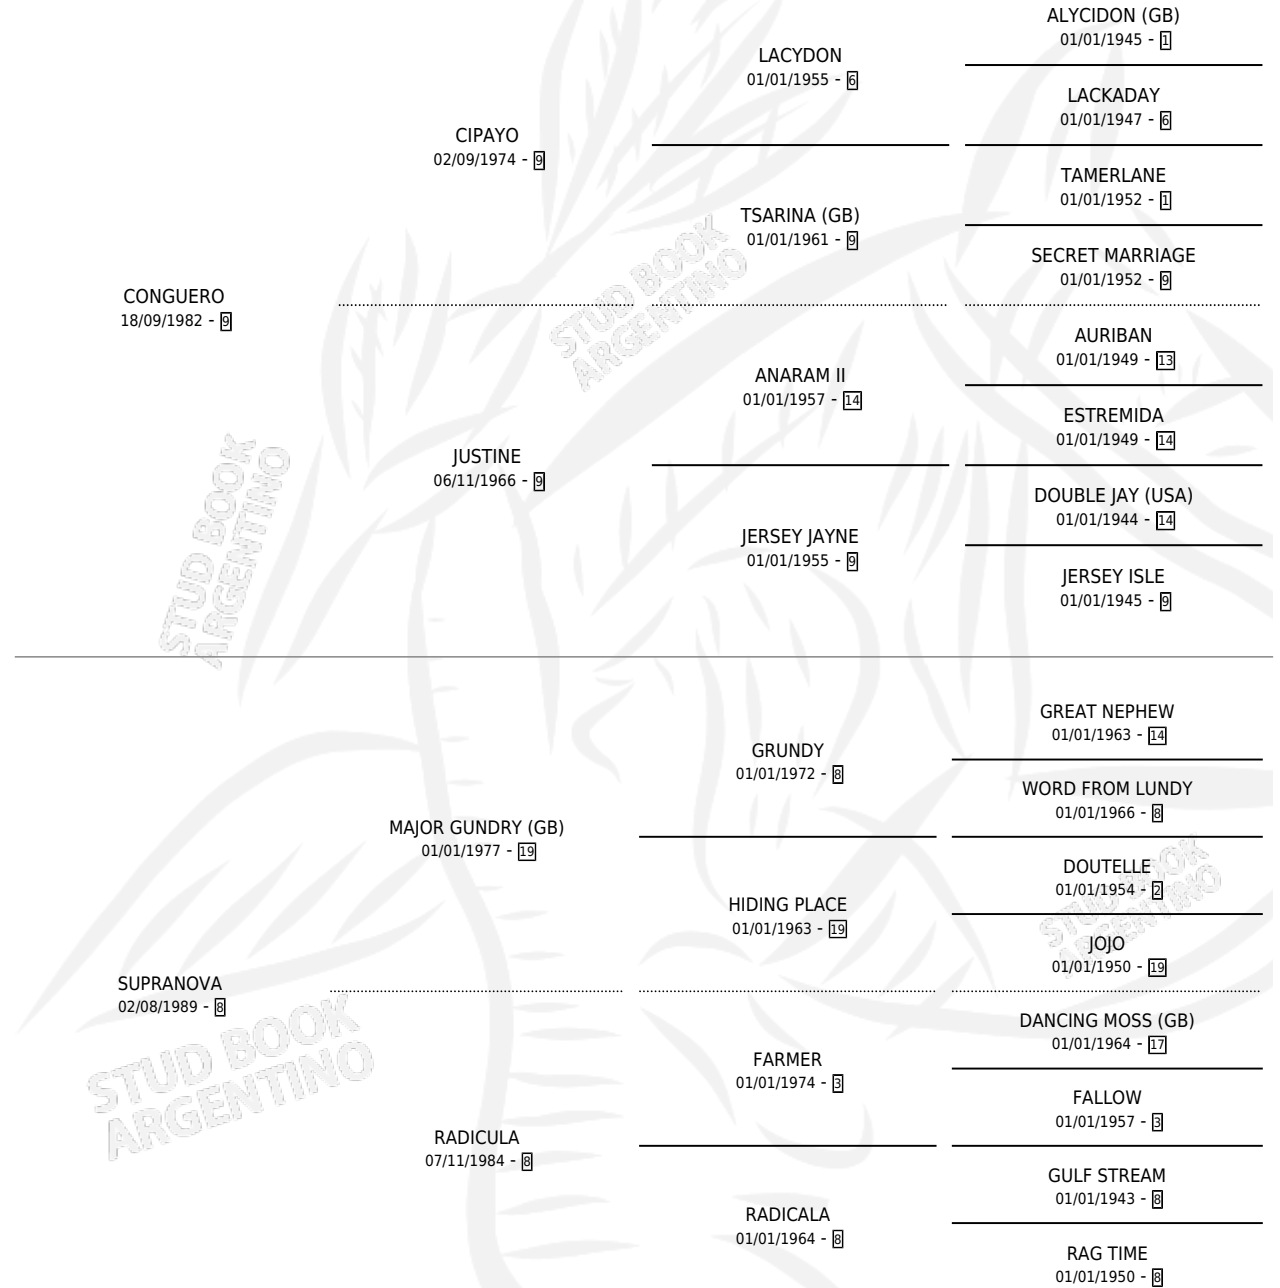 ALYCIDON (GB)
01/01/1945 - 1
LACYDON
01/01/1955 - 6
LACKADAY
01/01/1947 - 6
CIPAYO
02/09/1974 - 9
TAMERLANE
01/01/1952 - 1
TSARINA (GB)
01/01/1961 - 9
SECRET MARRIAGE
01/01/1952 - 9
CONGUERO
18/09/1982 - 9
AURIBAN
01/01/1949 - 13
ANARAM II
01/01/1957 - 14
ESTREMIDA
01/01/1949 - 14
JUSTINE
06/11/1966 - 9
DOUBLE JAY (USA)
01/01/1944 - 14
JERSEY JAYNE
01/01/1955 - 9
JERSEY ISLE
01/01/1945 - 9
STUD BOOK
ARGENTINO
STUD BOOK
ARGENTINO
GREAT NEPHEW
01/01/1963 - 14
GRUNDY
01/01/1972 - 8
WORD FROM LUNDY
01/01/1966 - 8
MAJOR GUNDRY (GB)
01/01/1977 - 19
DOUTELLE
01/01/1954 - 2
HIDING PLACE
01/01/1963 - 19
JOJO
01/01/1950 - 19
STUD BOOK
ARGENTINO
SUPRANOVA
02/08/1989 - 8
DANCING MOSS (GB)
01/01/1964 - 17
FARMER
01/01/1974 - 3
FALLOW
01/01/1957 - 3
RADICULA
07/11/1984 - 8
GULF STREAM
01/01/1943 - 8
RADICALA
01/01/1964 - 8
RAG TIME
01/01/1950 - 8
STUD BOOK
ARGENTINO